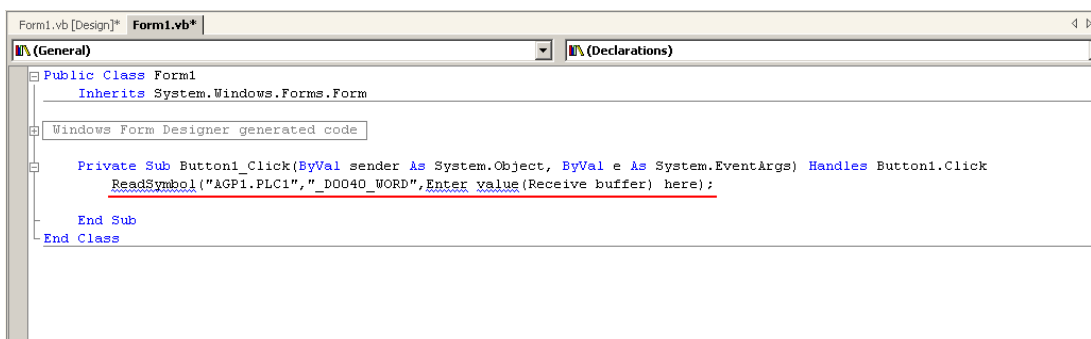 Form1.vb [Design]* Form1.vb*
(General) (Declarations)
Public Class Form1
Inherits System.Windows.Forms.Form
Windows Form Designer generated code
Private Sub Button1_Click(ByVal sender As System.Object, ByVal e As System.EventArgs) Handles Button1.Click
ReadSymbol("AGP1.PLC1","_D0040_WORD",Enter value(Receive buffer) here);
End Sub
End Class